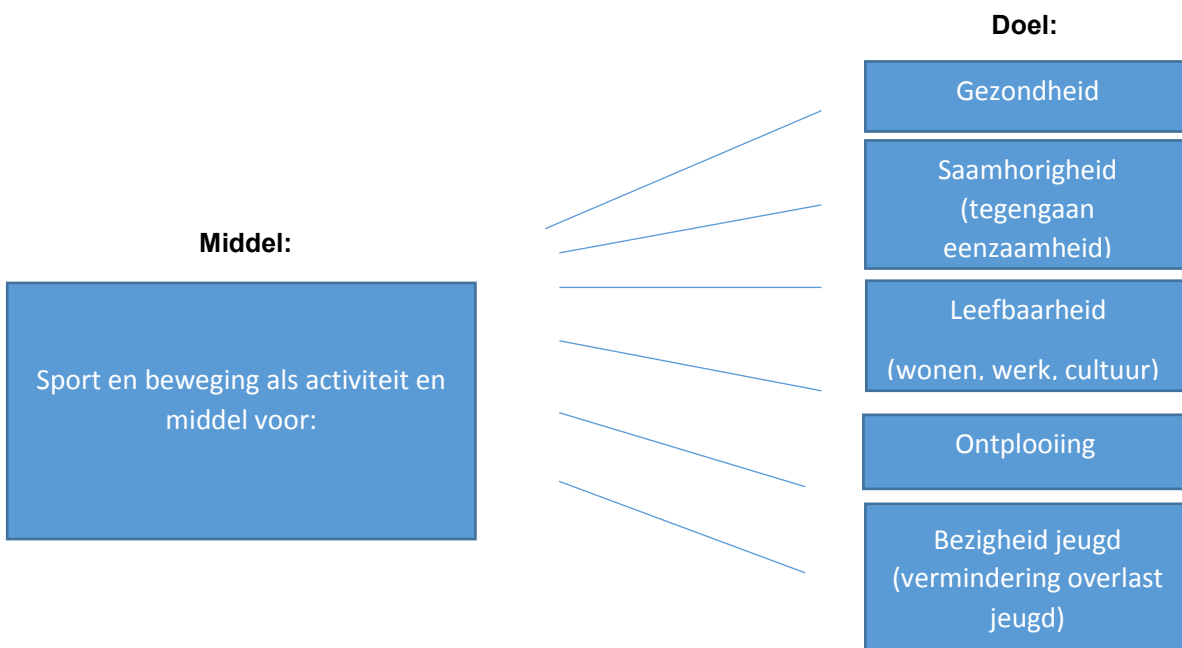 Middel:
Sport en beweging als activiteit en
middel voor:
Doel:
Gezondheid
Saamhorigheid
(tegengaan
eenzaamheid)
Leefbaarheid
(wonen, werk, cultuur)
Ontplooiing
Bezigheid jeugd
(vermindering overlast
jeugd)